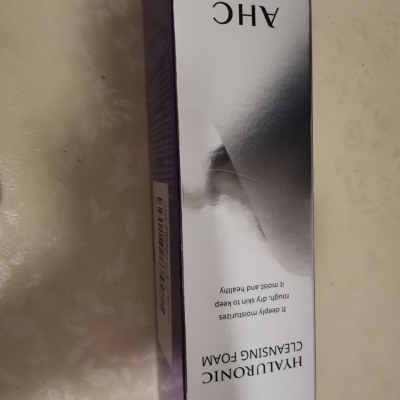 HYALURONIC
CLEANSING FOAM
It deeply moisturizes
rough, dry skin to keep
it moist and healthy
AHC